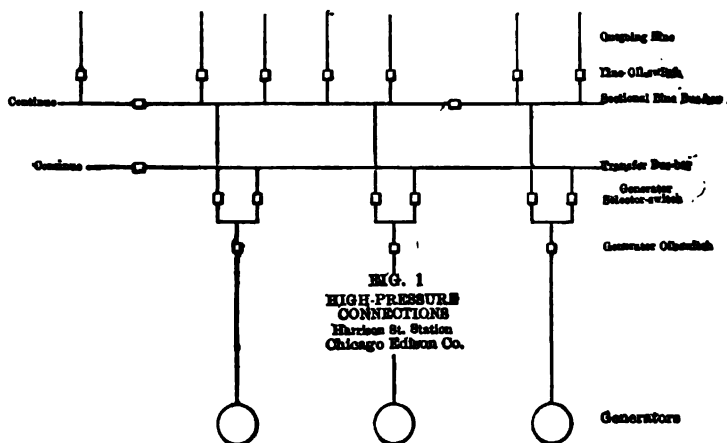 Outgoing Line
Line Oil-switch
Continue
Sectional Line Bus-bar
Continue
Transfer Bus-bar
Generator
Selector-switch
Generator Oil-switch
FIG. 1
HIGH-PRESSURE
CONNECTIONS
Harrison St. Station
Chicago Edison Co.
Generators